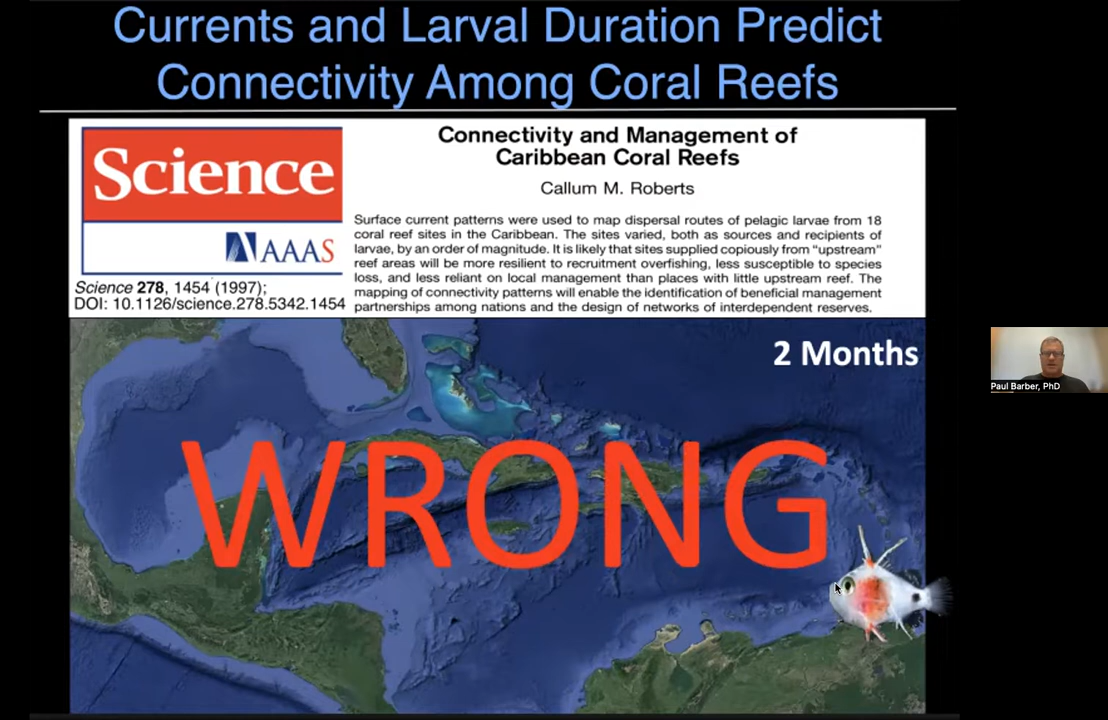 Currents and Larval Duration Predict
Connectivity Among Coral Reefs
Science
AAAS
Science 278, 1454 (1997);
DOI: 10.1126/science.278.5342.1454
Connectivity and Management of
Caribbean Coral Reefs
Callum M. Roberts
Surface current patterns were used to map dispersal routes of pelagic larvae from 18
coral reef sites in the Caribbean. The sites varied, both as sources and recipients of
larvae, by an order of magnitude. It is likely that sites supplied copiously from “upstream”
reef areas will be more resilient to recruitment overfishing, less susceptible to species
loss, and less reliant on local management than places with little upstream reef. The
mapping of connectivity patterns will enable the identification of beneficial management
partnerships among nations and the design of networks of interdependent reserves.
2 Months
WRONG
Paul Barber, PhD